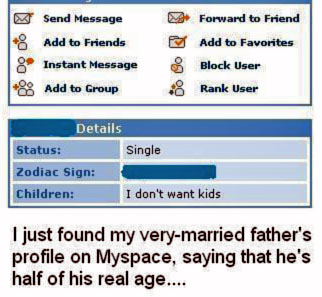 Send Message
Forward to Friend
Add to Friends
Add to Favorites
Instant Message
Block User
Add to Group
Rank User
Details
Status:
Single
Zodiac Sign:
Children:
I don't want kids
I just found my very-married father's
profile on Myspace, saying that he's
half of his real age....